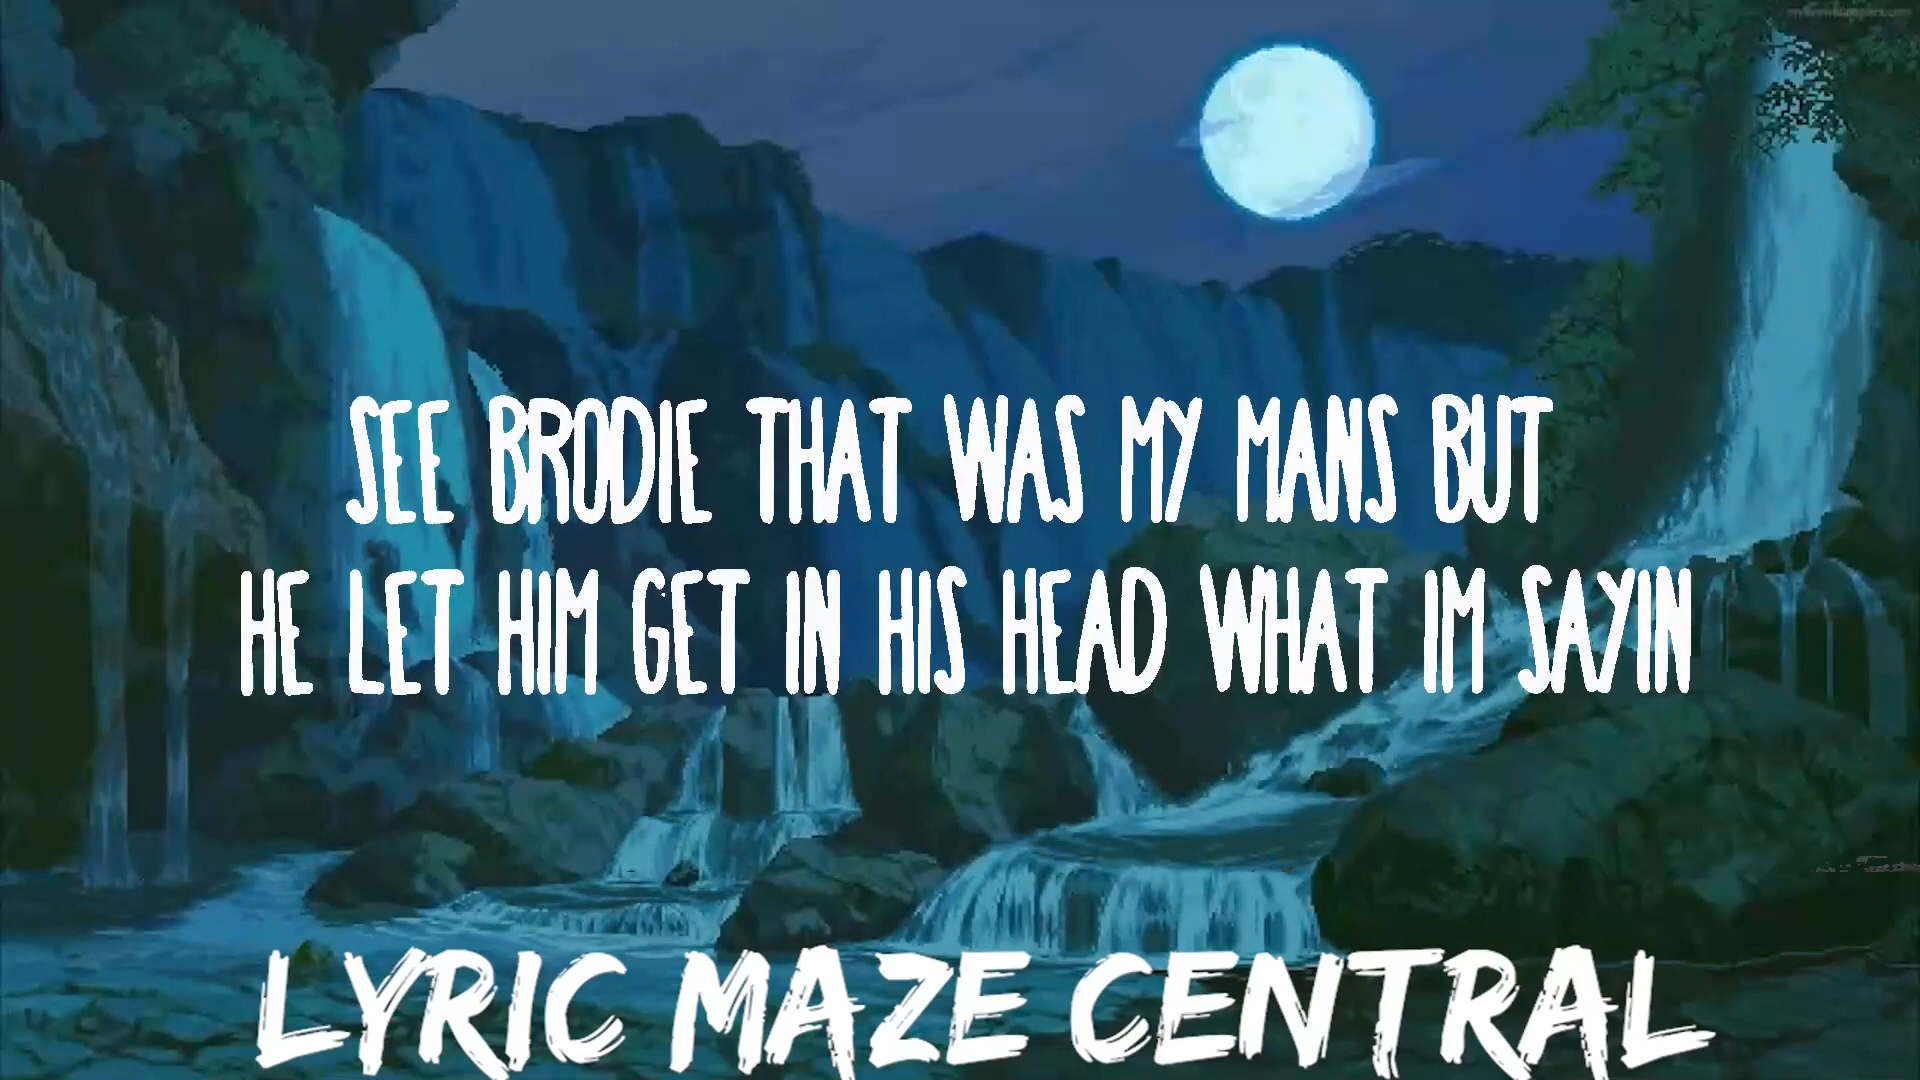 SEE BRODIE THAT WAS MY MANS BUT
HE LET HIM GET IN HIS HEAD WHAT IM SAYIN
LYRIC MAZE CENTRAL